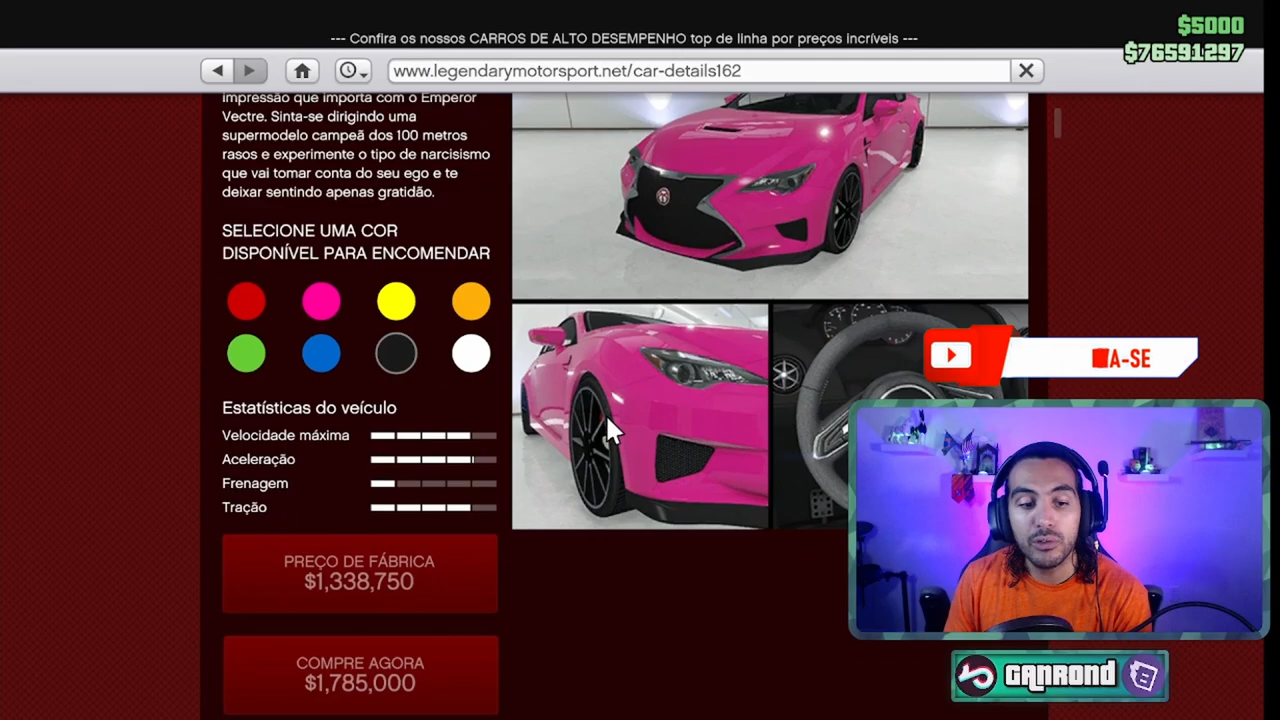 $5000
--- Confira os nossos CARROS DE ALTO DESEMPENHO top de linha por preços incríveis ---
$76591297
www.legendarymotorsport.net/car-details162
impressão que importa com o Emperor
Vectre. Sinta-se dirigindo uma
supermodelo campeã dos 100 metros
rasos e experimente o tipo de narcisismo
que vai tomar conta do seu ego e te
deixar sentindo apenas gratidão.
SELECIONE UMA COR
DISPONÍVEL PARA ENCOMENDAR
Estatísticas do veículo
Velocidade máxima
Aceleração
Frenagem
Tração
PREÇO DE FÁBRICA
$1,338,750
COMPRE AGORA
$1,785,000
A-SE
GANROND